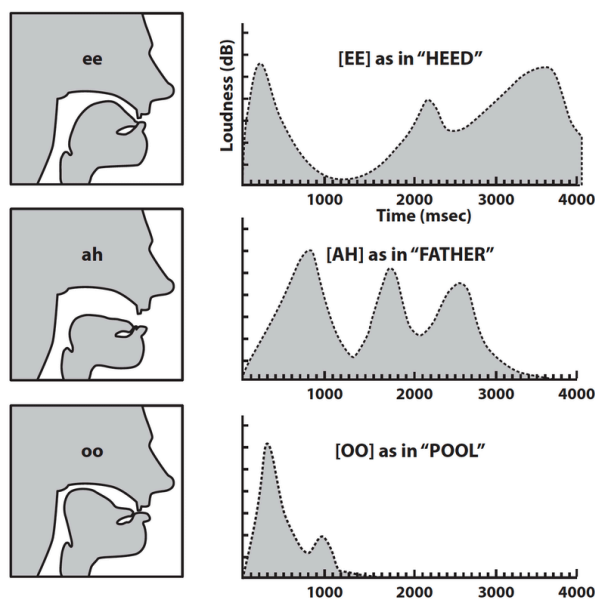 ee
Loudness (dB)
[EE] as in “HEED”
1000 2000 3000 4000
Time (msec)
ah
[AH] as in “FATHER”
1000 2000 3000 4000
oo
[OO] as in “POOL”
1000 2000 3000 4000